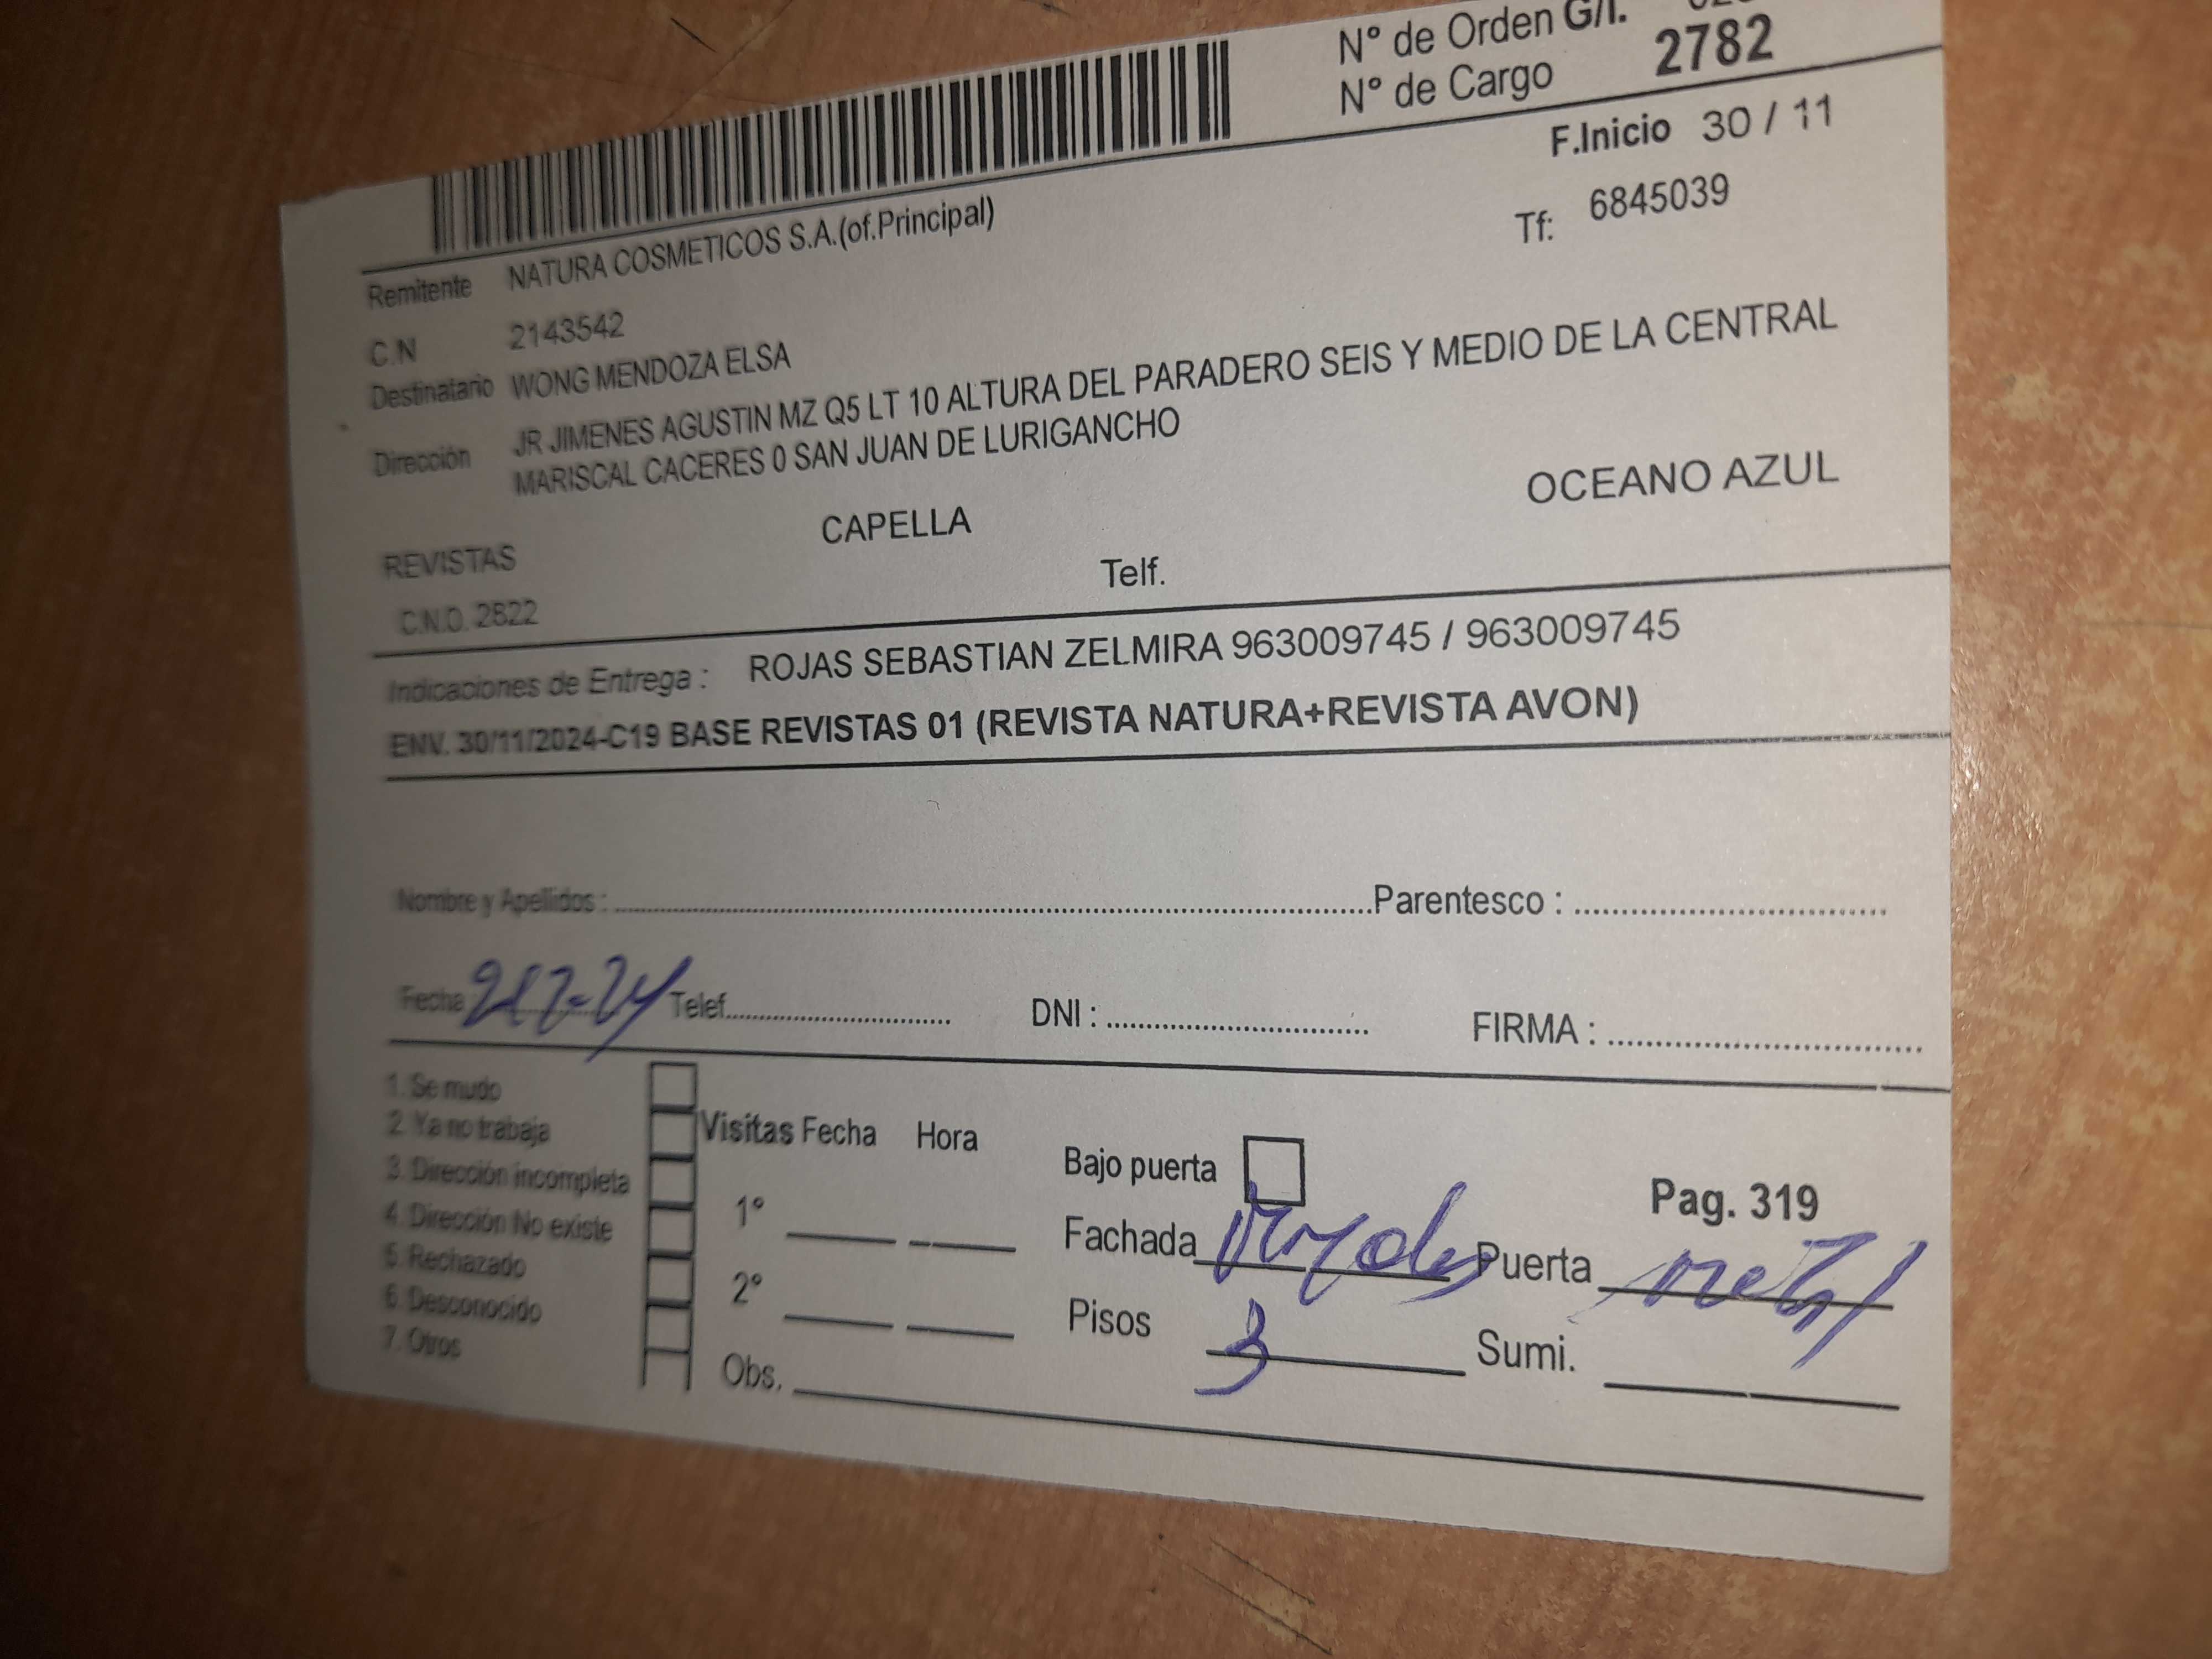 N° de Orden G/I.
N° de Cargo 2782
F.Inicio 30 / 11
Remitente NATURA COSMETICOS S.A.(of.Principal) Tf: 6845039
C.N 2143542
Destinatario WONG MENDOZA ELSA
Dirección JR JIMENES AGUSTIN MZ Q5 LT 10 ALTURA DEL PARADERO SEIS Y MEDIO DE LA CENTRAL
MARISCAL CACERES 0 SAN JUAN DE LURIGANCHO
REVISTAS CAPELLA OCEANO AZUL
C.N.O. 2822 Telf.
Indicaciones de Entrega : ROJAS SEBASTIAN ZELMIRA 963009745 / 963009745
ENV. 30/11/2024-C19 BASE REVISTAS 01 (REVISTA NATURA+REVISTA AVON)
Nombre y Apellidos : Parentesco :
Fecha Telef. DNI : FIRMA :
1. Se mudo
2. Ya no trabaja
3. Dirección incompleta
4. Dirección No existe
5. Rechazado
6. Desconocido
7. Otros
Visitas Fecha Hora
1°
2°
Obs.
Bajo puerta
Pag. 319
Fachada Puerta metal
Pisos 3 Sumi.